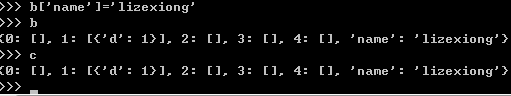 >>> b['name']='lizexiong'
>>> b
{0: [], 1: [{'d': 1}], 2: [], 3: [], 4: [], 'name': 'lizexiong'}
>>> c
{0: [], 1: [{'d': 1}], 2: [], 3: [], 4: [], 'name': 'lizexiong'}
>>>